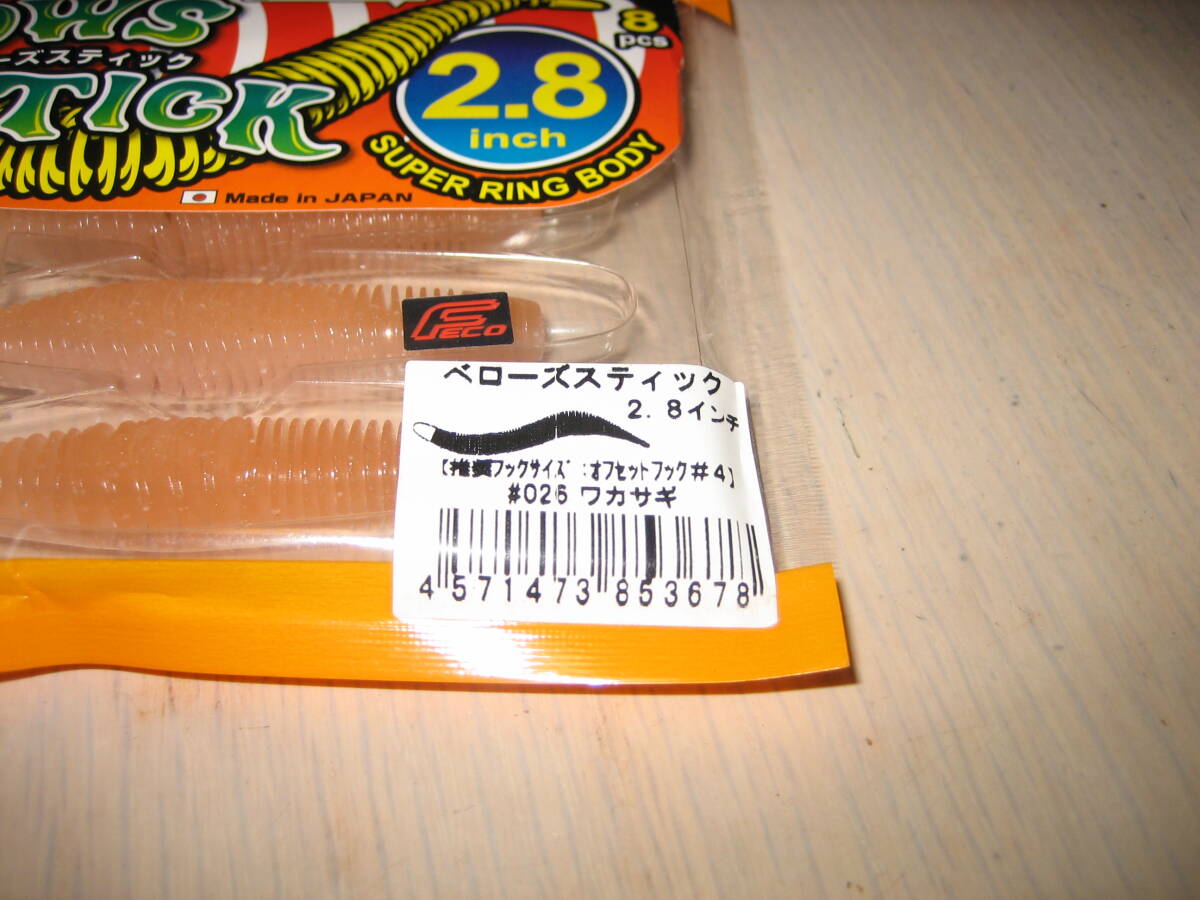 OWS
ーズスティック
TICK
8
pcs
2.8
inch
SUPER RING BODY
Made in JAPAN
FECO
ベローズスティック
2.8インチ
【推奨フックサイズ:オフセットフック#4】
#026 ワカサギ
4 571473 853678